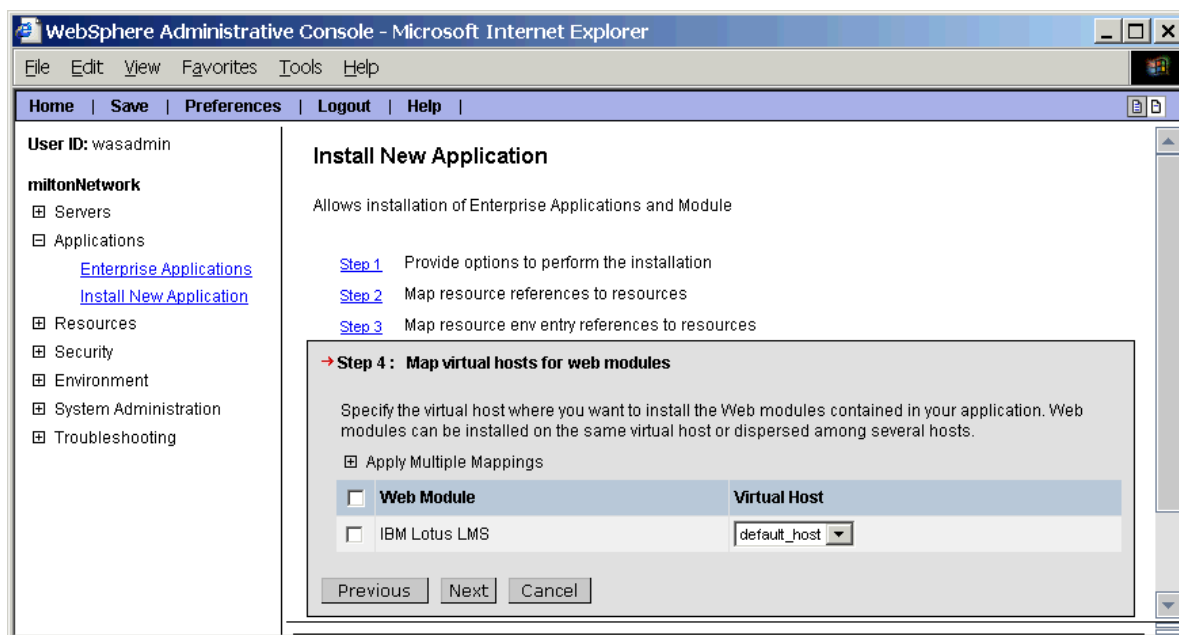 WebSphere Administrative Console - Microsoft Internet Explorer
File Edit View Favorites Tools Help
Home | Save | Preferences | Logout | Help |
User ID: wasadmin
miltonNetwork
Servers
Applications
Enterprise Applications
Install New Application
Resources
Security
Environment
System Administration
Troubleshooting
Install New Application
Allows installation of Enterprise Applications and Module
Step 1 Provide options to perform the installation
Step 2 Map resource references to resources
Step 3 Map resource env entry references to resources
Step 4 : Map virtual hosts for web modules
Specify the virtual host where you want to install the Web modules contained in your application. Web
modules can be installed on the same virtual host or dispersed among several hosts.
Apply Multiple Mappings
Web Module Virtual Host
IBM Lotus LMS default_host
Previous Next Cancel